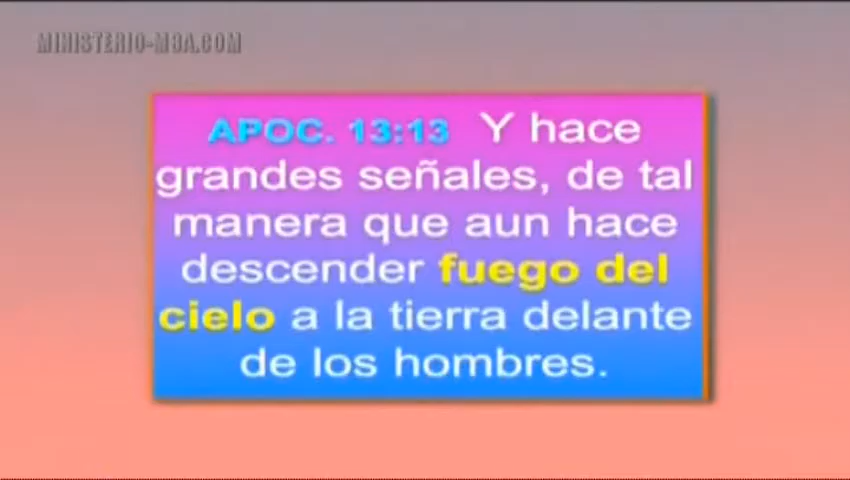 MINISTERIO-M3A.COM
APOC. 13:13 Y hace
grandes señales, de tal
manera que aun hace
descender fuego del
cielo a la tierra delante
de los hombres.